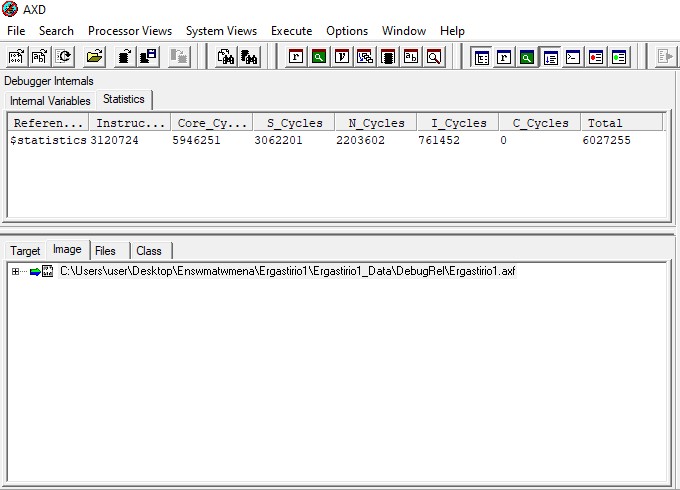 AXD
File Search Processor Views System Views Execute Options Window Help
Debugger Internals
Internal Variables Statistics
Referen... Instruc... Core_Cy... S_Cycles N_Cycles I_Cycles C_Cycles Total
$statistics 3120724 5946251 3062201 2203602 761452 0 6027255
Target Image Files Class
C:\Users\user\Desktop\Enswmatwmena\Ergastirio1\Ergastirio1_Data\DebugRel\Ergastirio1.axf